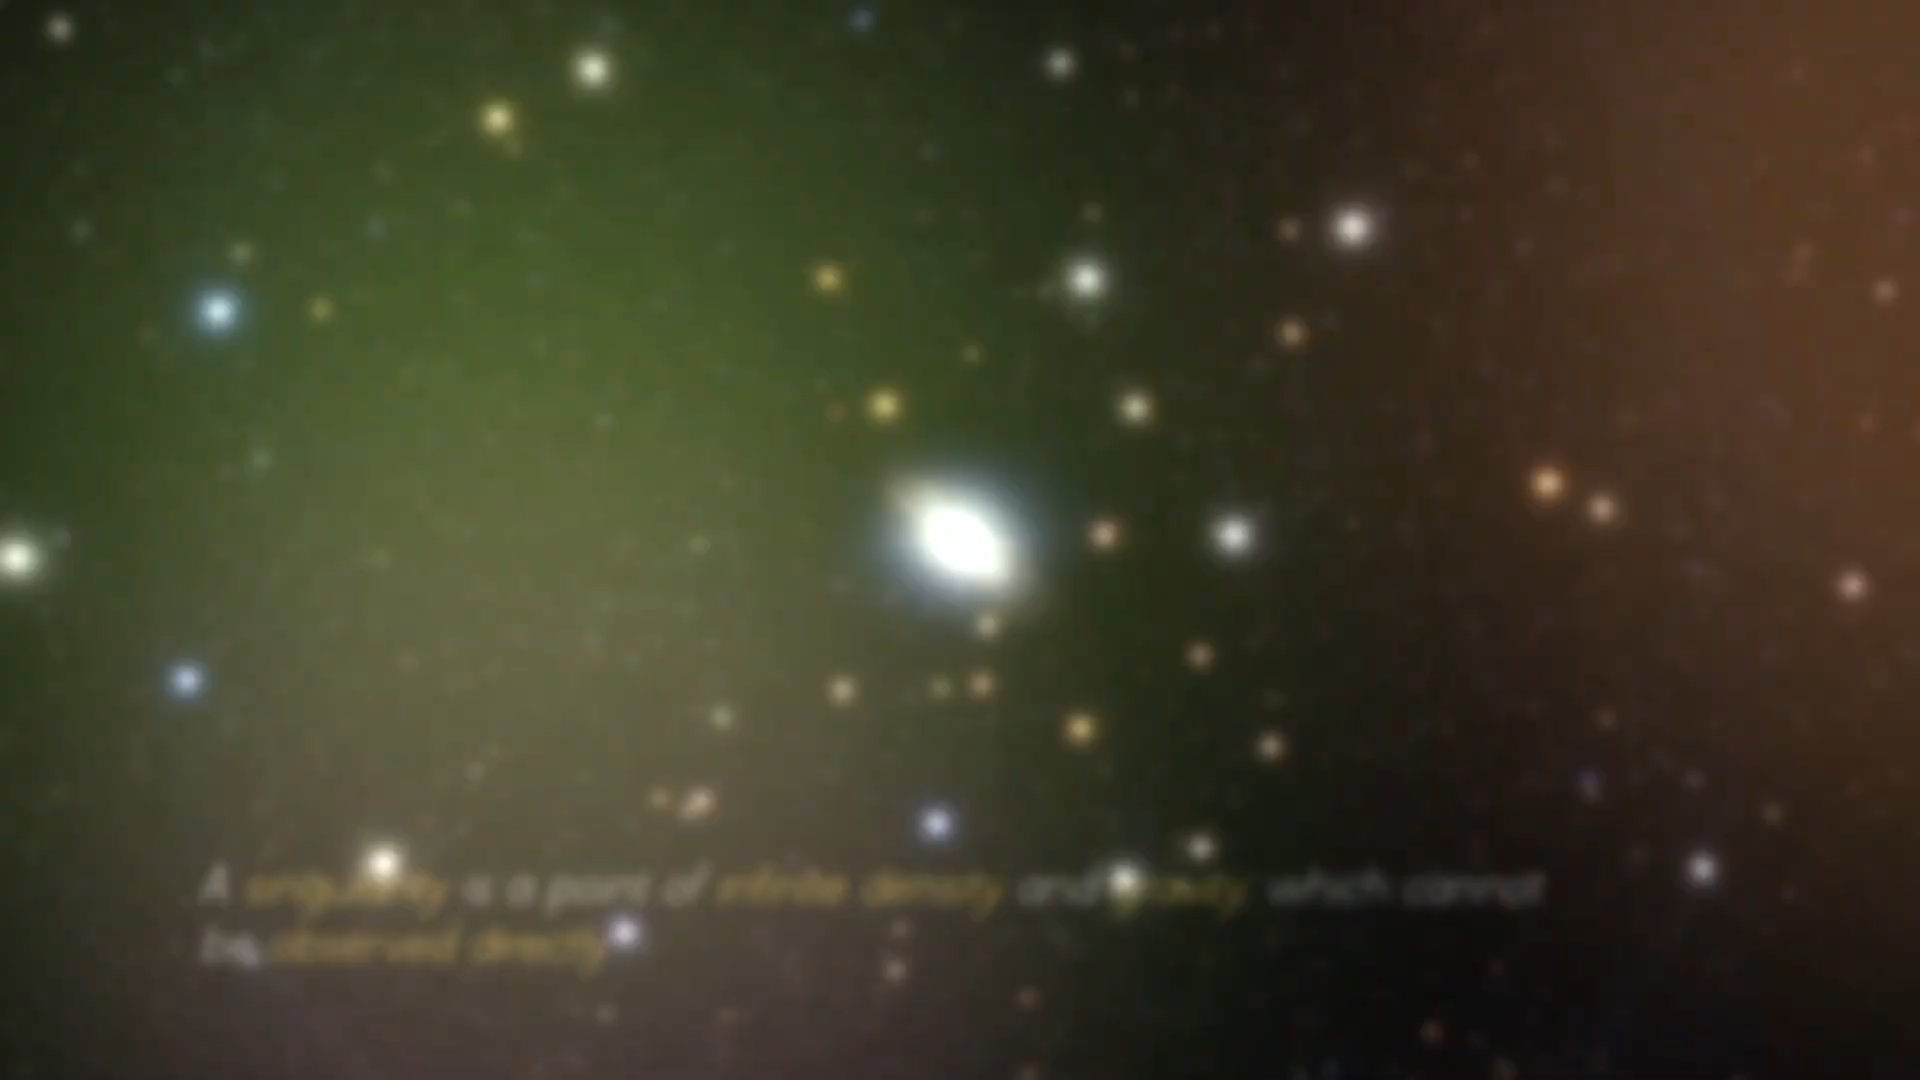 A singularity is a point of infinite density and gravity which cannot
be observed directly